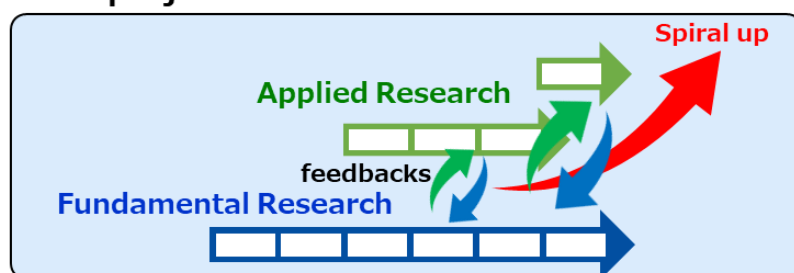 Spiral up
Applied Research
feedbacks
Fundamental Research